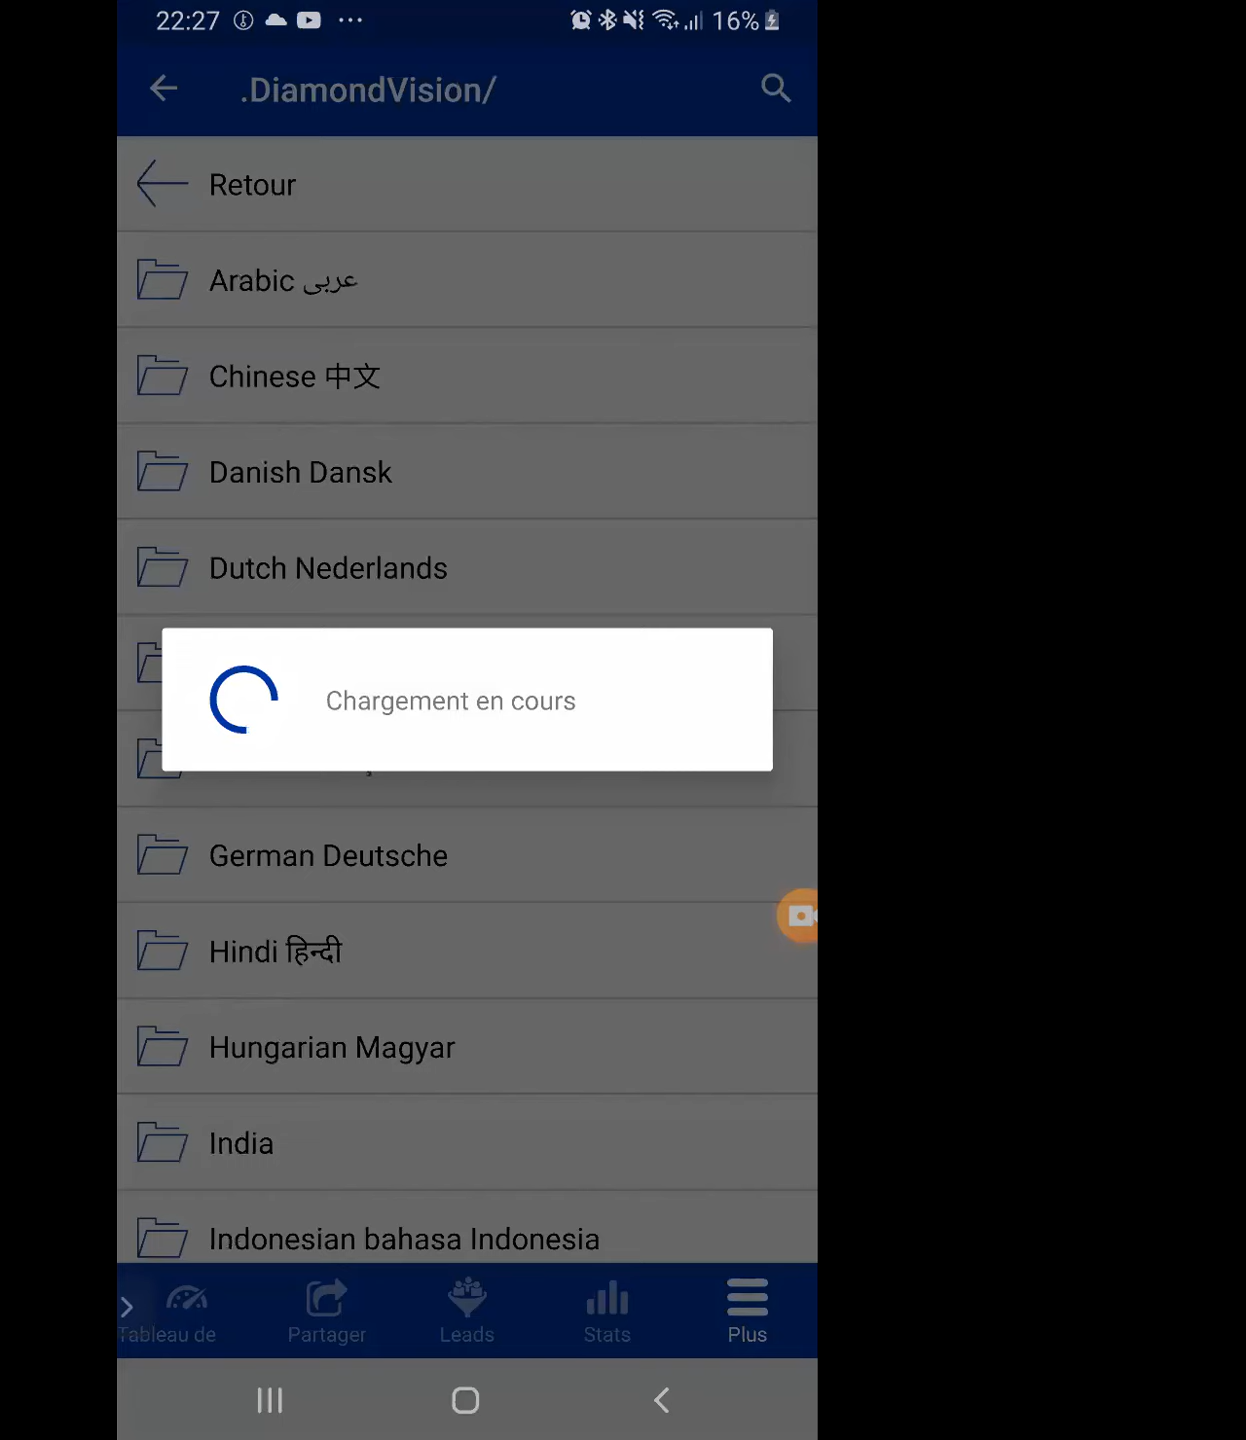 22:27 16%
.DiamondVision/
Retour
Arabic عربى
Chinese 中文
Danish Dansk
Dutch Nederlands
Chargement en cours
German Deutsche
Hindi हिन्दी
Hungarian Magyar
India
Indonesian bahasa Indonesia
Tableau de Partager Leads Stats Plus